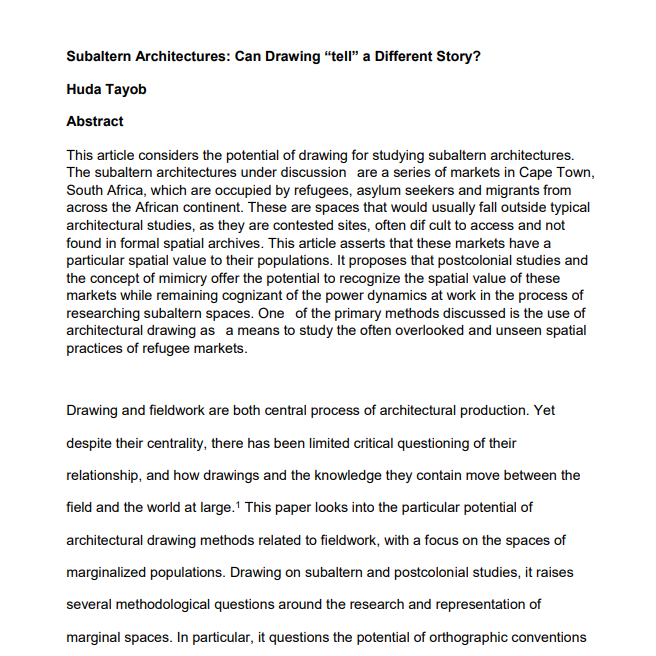 Subaltern Architectures: Can Drawing “tell” a Different Story?
Huda Tayob
Abstract
This article considers the potential of drawing for studying subaltern architectures.
The subaltern architectures under discussion are a series of markets in Cape Town,
South Africa, which are occupied by refugees, asylum seekers and migrants from
across the African continent. These are spaces that would usually fall outside typical
architectural studies, as they are contested sites, often dif cult to access and not
found in formal spatial archives. This article asserts that these markets have a
particular spatial value to their populations. It proposes that postcolonial studies and
the concept of mimicry offer the potential to recognize the spatial value of these
markets while remaining cognizant of the power dynamics at work in the process of
researching subaltern spaces. One of the primary methods discussed is the use of
architectural drawing as a means to study the often overlooked and unseen spatial
practices of refugee markets.
Drawing and fieldwork are both central process of architectural production. Yet
despite their centrality, there has been limited critical questioning of their
relationship, and how drawings and the knowledge they contain move between the
field and the world at large.¹ This paper looks into the particular potential of
architectural drawing methods related to fieldwork, with a focus on the spaces of
marginalized populations. Drawing on subaltern and postcolonial studies, it raises
several methodological questions around the research and representation of
marginal spaces. In particular, it questions the potential of orthographic conventions